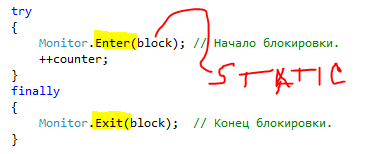 try
{
Monitor.Enter(block); // Начало блокировки.
++counter;
}
STATIC
finally
{
Monitor.Exit(block); // Конец блокировки.
}